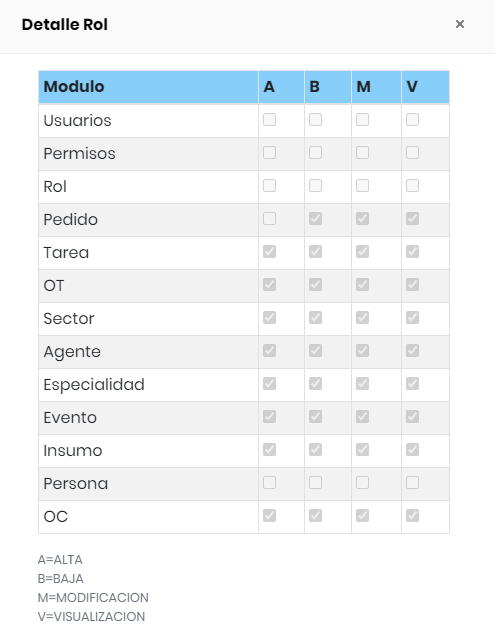 Detalle Rol ×
Modulo A B M V
Usuarios
Permisos
Rol
Pedido
Tarea
OT
Sector
Agente
Especialidad
Evento
Insumo
Persona
OC
A=ALTA
B=BAJA
M=MODIFICACION
V=VISUALIZACION